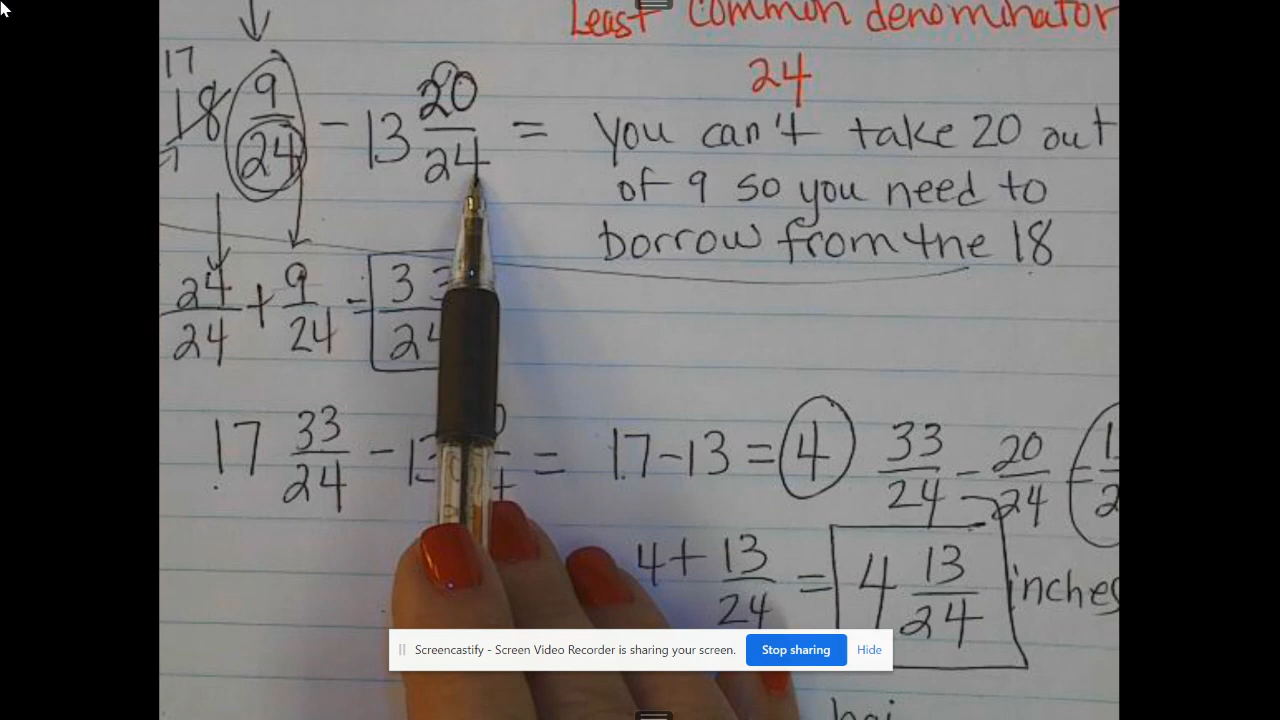 Least common denominator
24
17
18 9/24 - 13 20/24 =
You can't take 20 out
of 9 so you need to
borrow from the 18
24/24 + 9/24 =
17 33/24 - = 17-13 = 4 33/24 - 20/24 =
4 + 13/24 = 4 13/24 inches
Screencastify - Screen Video Recorder is sharing your screen. Stop sharing Hide